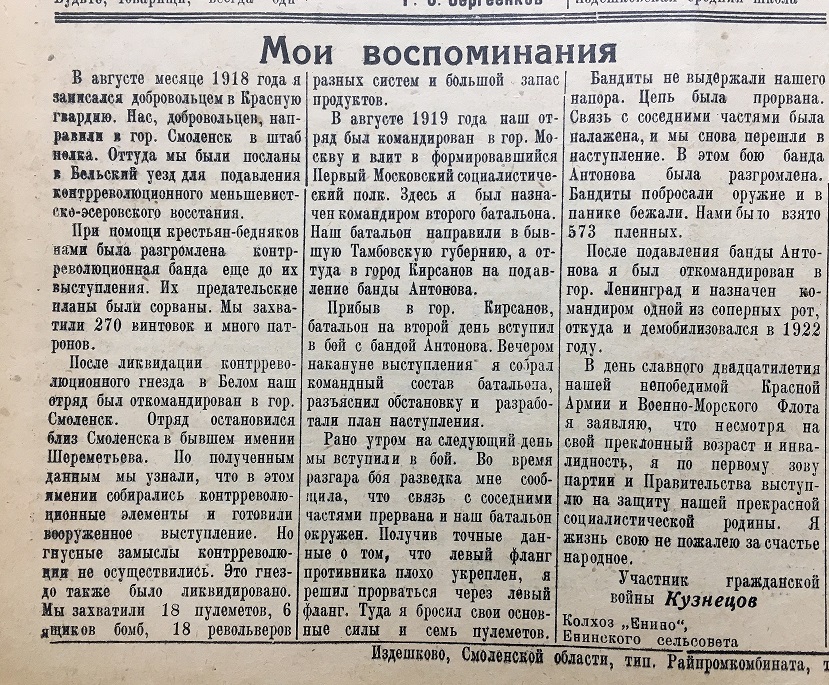 Г. С. Сергеенков
Мои воспоминания
В августе месяце 1918 года я
записался добровольцем в Красную
гвардию. Нас, добровольцев, нап-
равили в гор. Смоленск в штаб
полка. Оттуда мы были посланы
в Бельский уезд для подавления
контрреволюционного меньшевист-
ско-эсеровского восстания.
При помощи крестьян-бедняков
нами была разгромлена контр-
революционная банда еще до их
выступления. Их предательские
планы были сорваны. Мы захва-
тили 270 винтовок и много пат-
ронов.
После ликвидации контррево-
люционного гнезда в Белом наш
отряд был откомандирован в гор.
Смоленск. Отряд остановился
близ Смоленска в бывшем имении
Шереметьева. По полученным
данным мы узнали, что в этом
имении собирались контрреволю-
ционные элементы и готовили
вооруженное выступление. Но
гнусные замыслы контрреволю-
ции не осуществились. Это гнез-
до также было ликвидировано.
Мы захватили 18 пулеметов, 6
ящиков бомб, 18 револьверов
разных систем и большой запас
продуктов.
В августе 1919 года наш от-
ряд был командирован в гор. Мо-
скву и влит в формировавшийся
Первый Московский социалистиче-
ский полк. Здесь я был назна-
чен командиром второго батальона.
Наш батальон направили в быв-
шую Тамбовскую губернию, а от-
туда в город Кирсанов на подав-
ление банды Антонова.
Прибыв в гор. Кирсанов,
батальон на второй день вступил
в бой с бандой Антонова. Вечером
накануне выступления я собрал
командный состав батальона,
разъяснил обстановку и разрабо-
тали план наступления.
Рано утром на следующий день
мы вступили в бой. Во время
разгара боя разведка мне сооб-
щила, что связь с соседними
частями прервана и наш батальон
окружен. Получив точные дан-
ные о том, что левый фланг
противника плохо укреплен, я
решил прорваться через левый
фланг. Туда я бросил свои основ-
ные силы и семь пулеметов.
Бандиты не выдержали нашего
напора. Цепь была прорвана.
Связь с соседними частями была
налажена, и мы снова перешли в
наступление. В этом бою банда
Антонова была разгромлена.
Бандиты побросали оружие и в
панике бежали. Нами было взято
573 пленных.
После подавления банды Анто-
нова я был откомандирован в
гор. Ленинград и назначен ко-
мандиром одной из соперных рот,
откуда и демобилизовался в 1922
году.
В день славного двадцатилетия
нашей непобедимой Красной
Армии и Военно-Морского Флота
я заявляю, что несмотря на
свой преклонный возраст и инва-
лидность, я по первому зову
партии и Правительства выступ-
лю на защиту нашей прекрасной
социалистической родины. Я
жизнь свою не пожалею за счастье
народное.
Участник гражданской
войны Кузнецов
Колхоз „Енино",
Енинского сельсовета
Издешково, Смоленской области, тип. Райпромкомбината, т